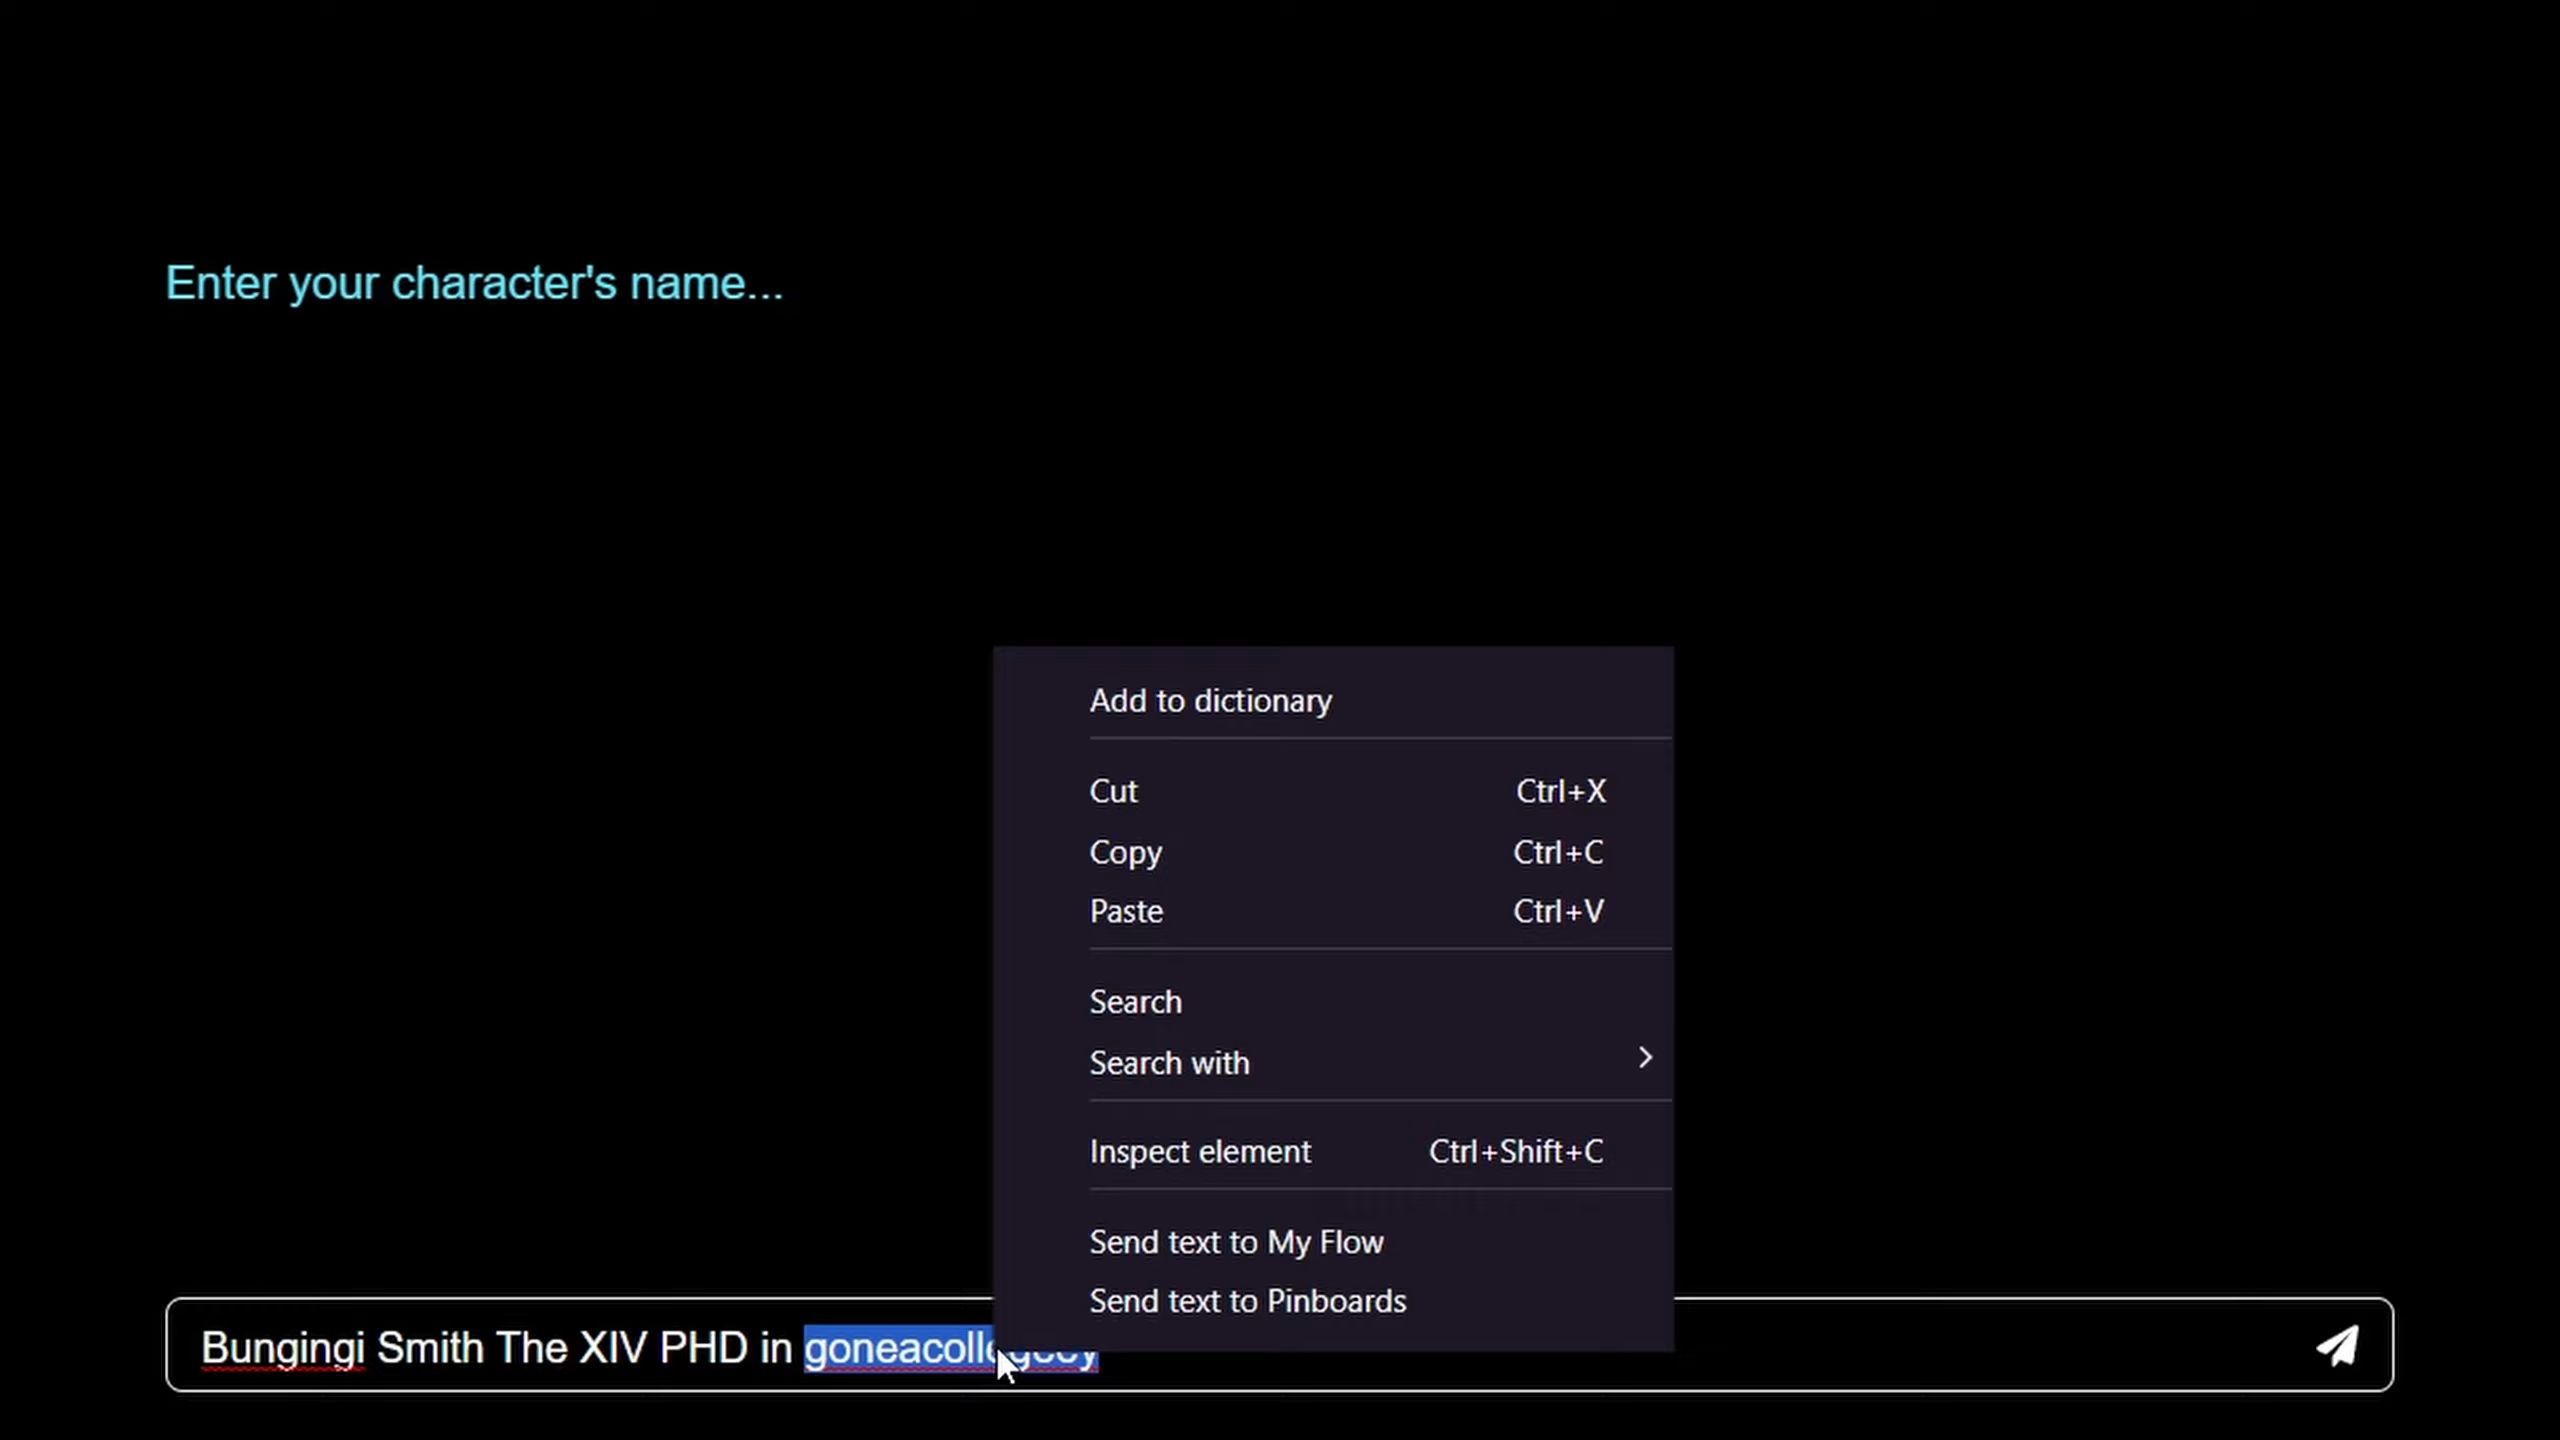 Enter your character's name...
Add to dictionary
Cut Ctrl+X
Copy Ctrl+C
Paste Ctrl+V
Search
Search with
Inspect element Ctrl+Shift+C
Send text to My Flow
Send text to Pinboards
Bungingi Smith The XIV PHD in